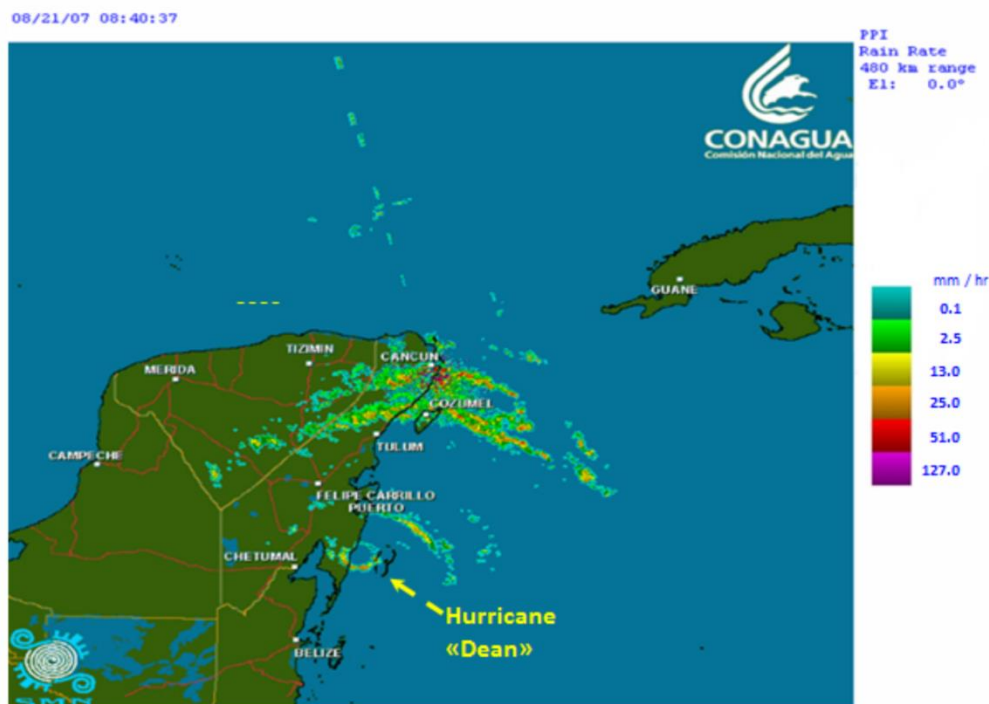 08/21/07 08:40:37
PPI
Rain Rate
480 km range
El: 0.0°
CONAGUA
Comisión Nacional del Agua
GUANE
mm / hr
0.1
2.5
13.0
25.0
51.0
127.0
TIZIMIN
CANCUN
MERIDA
COZUMEL
TULUM
CAMPECHE
FELIPE CARRILLO
PUERTO
CHETUMAL
Hurricane
«Dean»
BELIZE
SMN